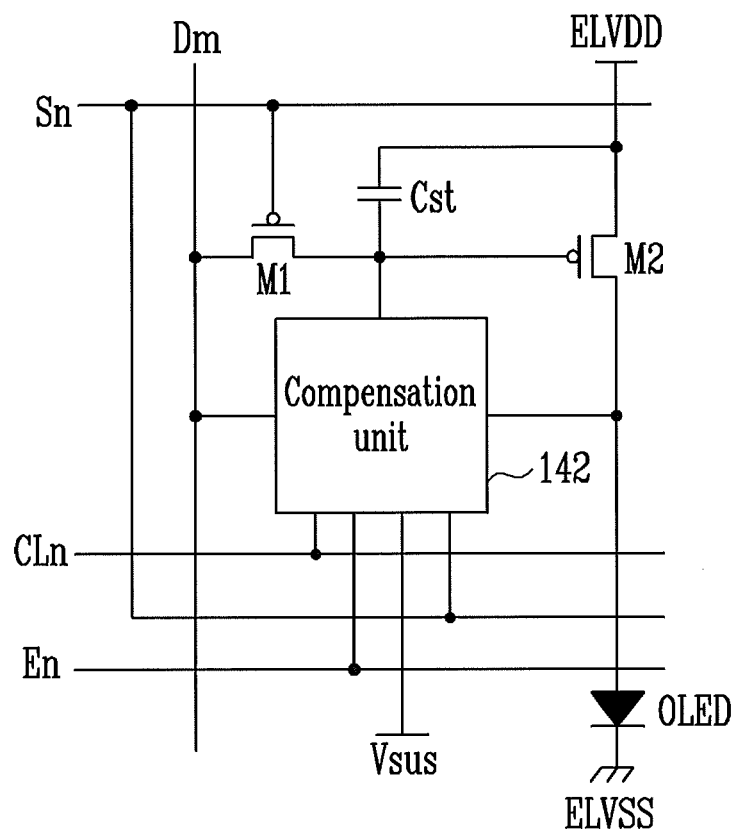 Dm
ELVDD
Sn
Cst
M1
M2
Compensation
unit
142
CLn
En
OLED
Vsus
ELVSS